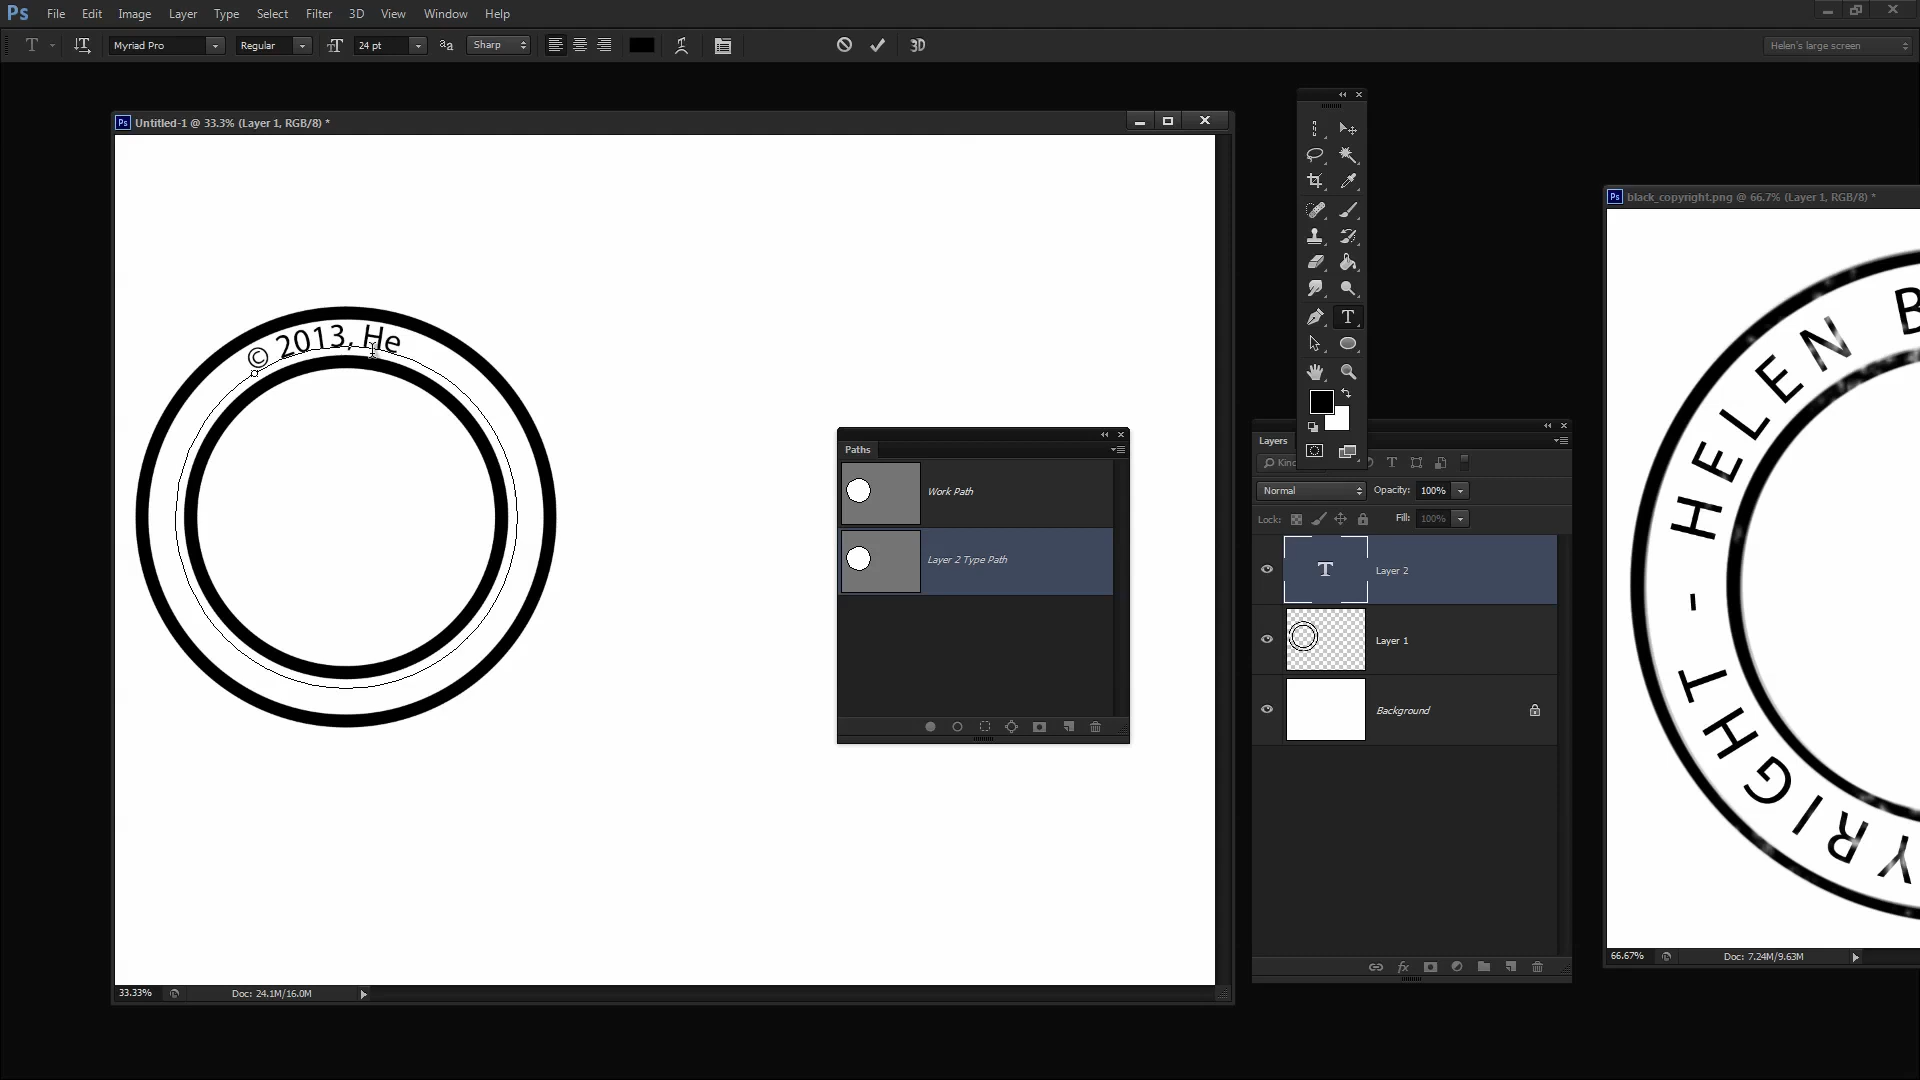 Ps File Edit Image Layer Type Select Filter 3D View Window Help
T Myriad Pro Regular 24 pt Sharp 3D Helen's large screen
Untitled-1 @ 33.3% (Layer 1, RGB/8) *
© 2013, He
33.33% Doc: 24.1M/16.0M
Paths
Work Path
Layer 2 Type Path
Layers
Kind
Normal Opacity: 100%
Lock: Fill: 100%
T Layer 2
Layer 1
Background
black_copyright.png @ 66.7% (Layer 1, RGB/8) *
YRIGHT - HELEN B
66.67% Doc: 7.24M/9.63M